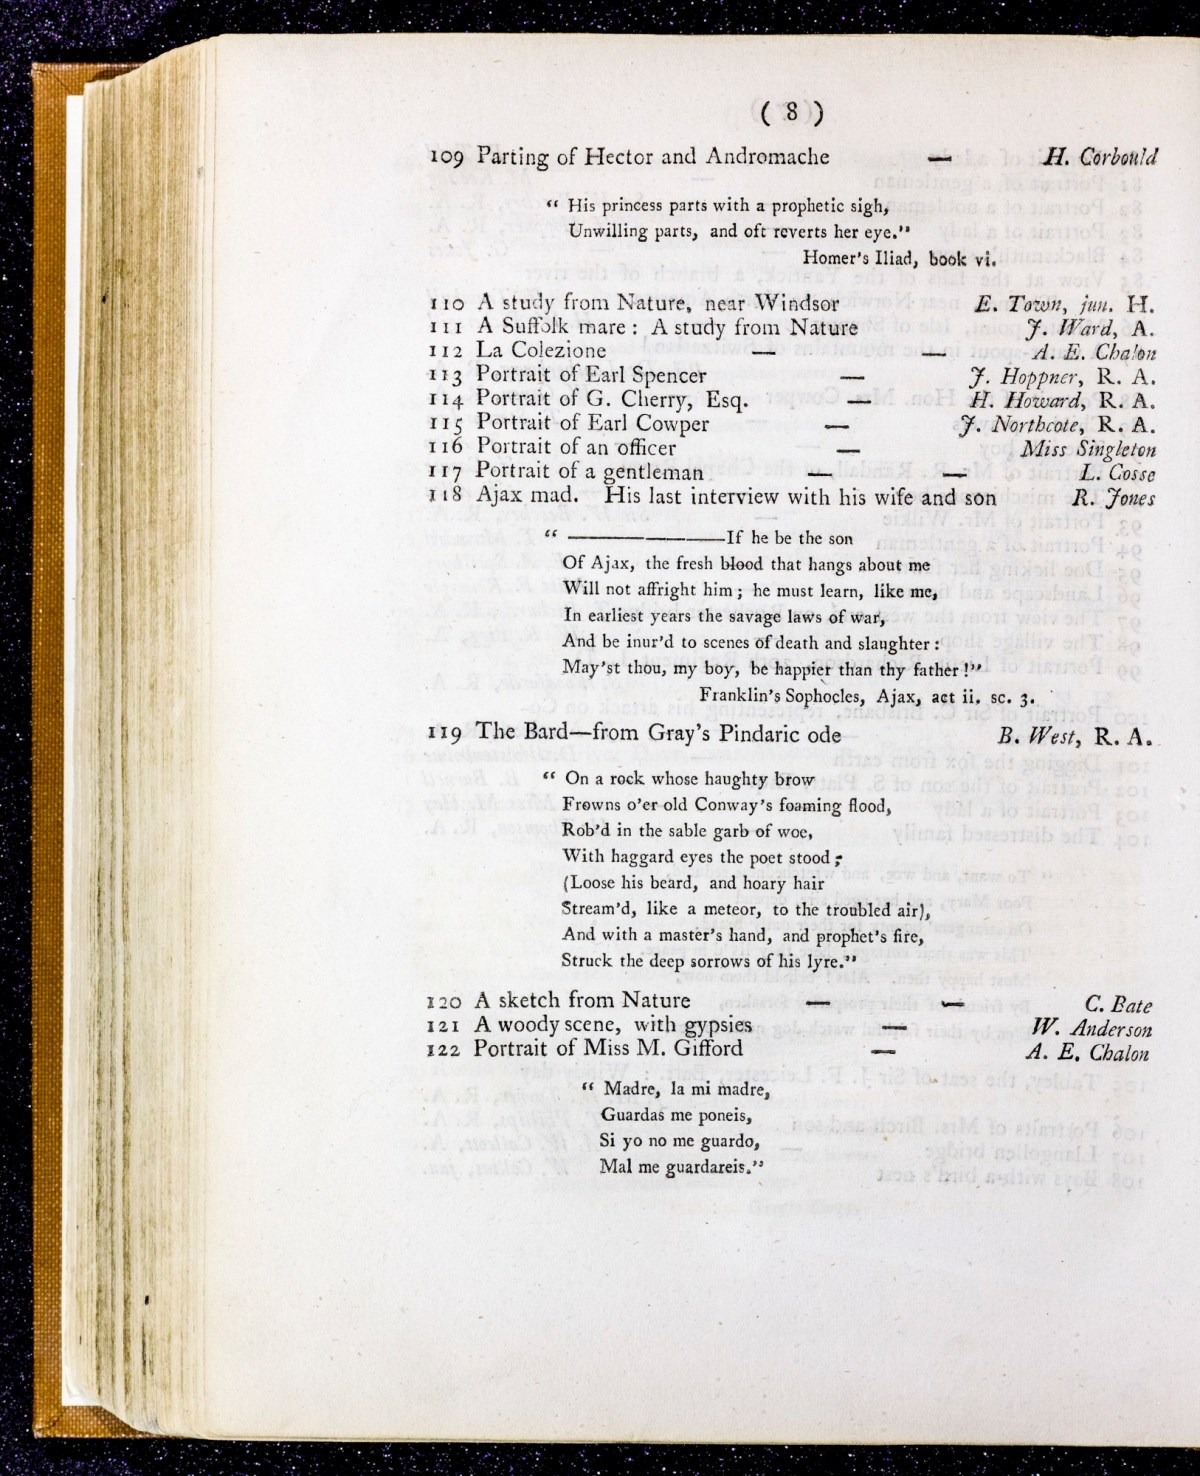 ( 8 )
109 Parting of Hector and Andromache — H. Corbould
“ His princess parts with a prophetic sigh,
Unwilling parts, and oft reverts her eye.”
Homer's Iliad, book vi.
110 A study from Nature, near Windsor E. Town, jun. H.
111 A Suffolk mare : A study from Nature J. Ward, A.
112 La Colezione — — A. E. Chalon
113 Portrait of Earl Spencer — J. Hoppner, R. A.
114 Portrait of G. Cherry, Esq. — H. Howard, R. A.
115 Portrait of Earl Cowper — J. Northcote, R. A.
116 Portrait of an officer — Miss Singleton
117 Portrait of a gentleman — — L. Cosse
118 Ajax mad. His last interview with his wife and son R. Jones
“ ——————If he be the son
Of Ajax, the fresh blood that hangs about me
Will not affright him ; he must learn, like me,
In earliest years the savage laws of war,
And be inur'd to scenes of death and slaughter :
May'st thou, my boy, be happier than thy father !”
Franklin's Sophocles, Ajax, act ii. sc. 3.
119 The Bard—from Gray's Pindaric ode B. West, R. A.
“ On a rock whose haughty brow
Frowns o'er old Conway's foaming flood,
Rob'd in the sable garb of woe,
With haggard eyes the poet stood ;
(Loose his beard, and hoary hair
Stream'd, like a meteor, to the troubled air),
And with a master's hand, and prophet's fire,
Struck the deep sorrows of his lyre.”
120 A sketch from Nature — — C. Bate
121 A woody scene, with gypsies — W. Anderson
122 Portrait of Miss M. Gifford — A. E. Chalon
“ Madre, la mi madre,
Guardas me poneis,
Si yo no me guardo,
Mal me guardareis.”